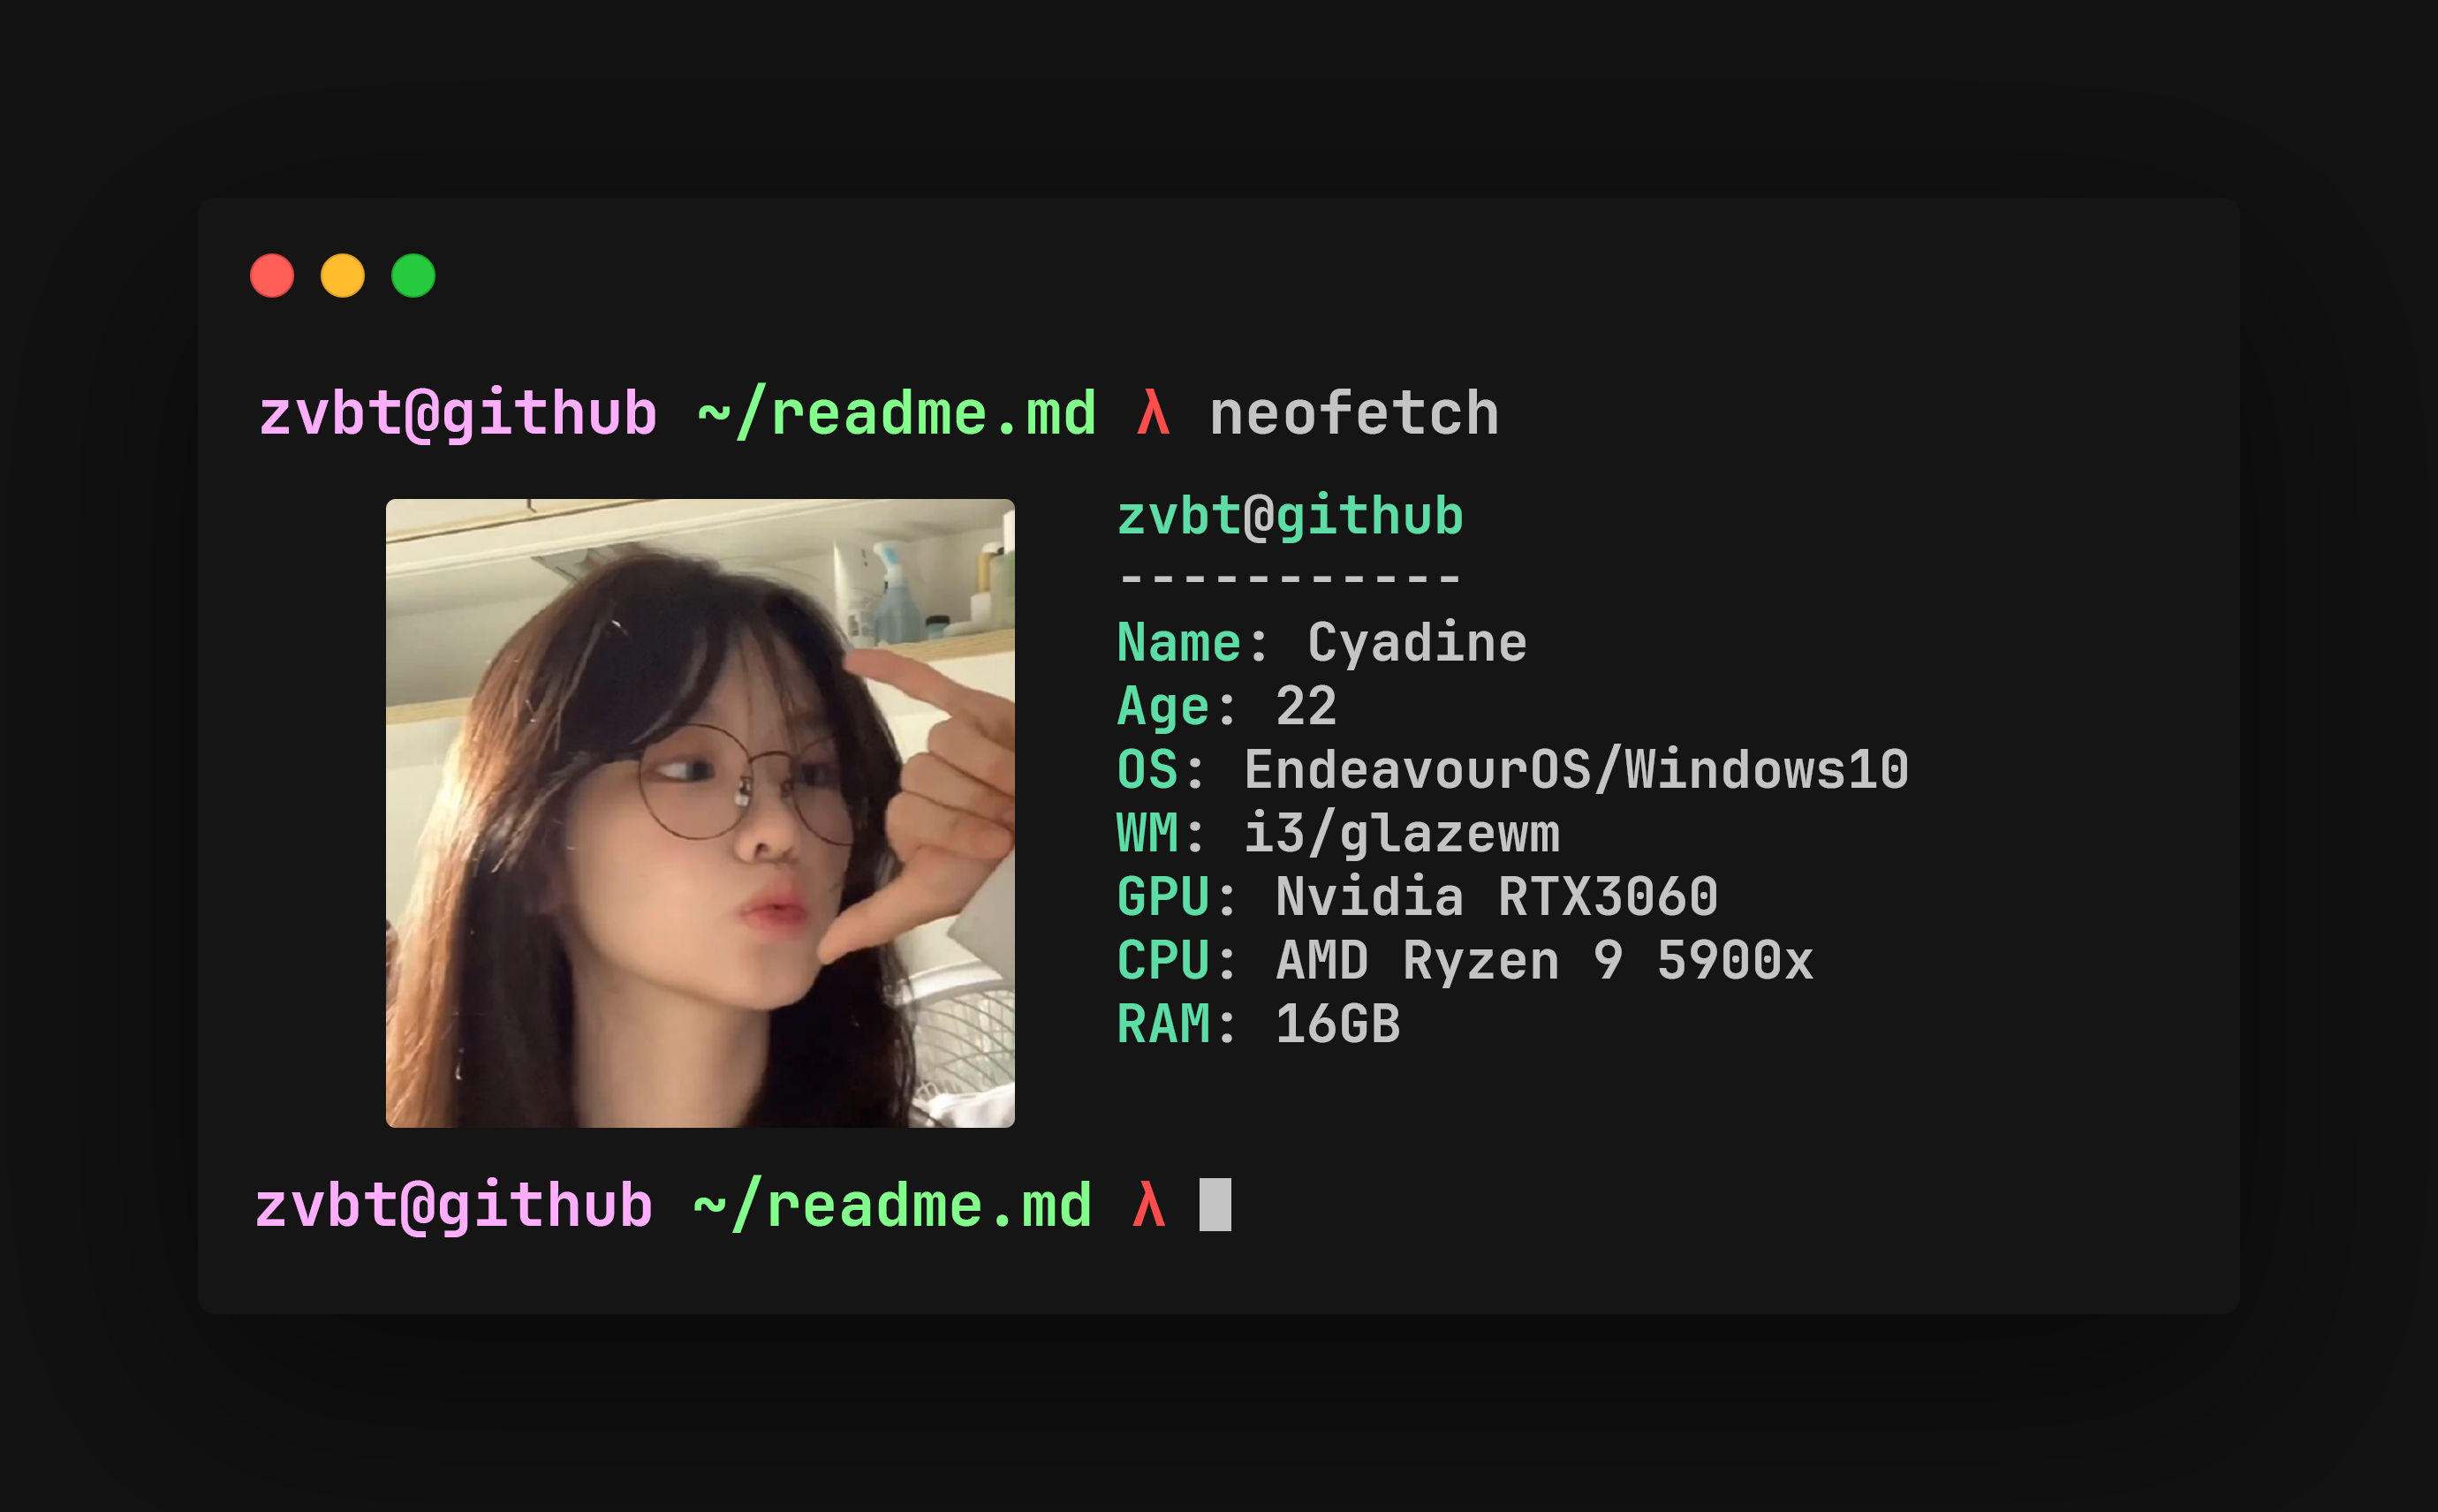 zvbt@github ~/readme.md λ neofetch
zvbt@github
-----------
Name: Cyadine
Age: 22
OS: EndeavourOS/Windows10
WM: i3/glazewm
GPU: Nvidia RTX3060
CPU: AMD Ryzen 9 5900x
RAM: 16GB
zvbt@github ~/readme.md λ